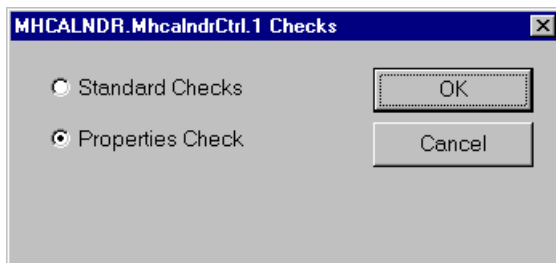 MHCALNDR.MhcalndrCtrl.1 Checks
Standard Checks
OK
Properties Check
Cancel